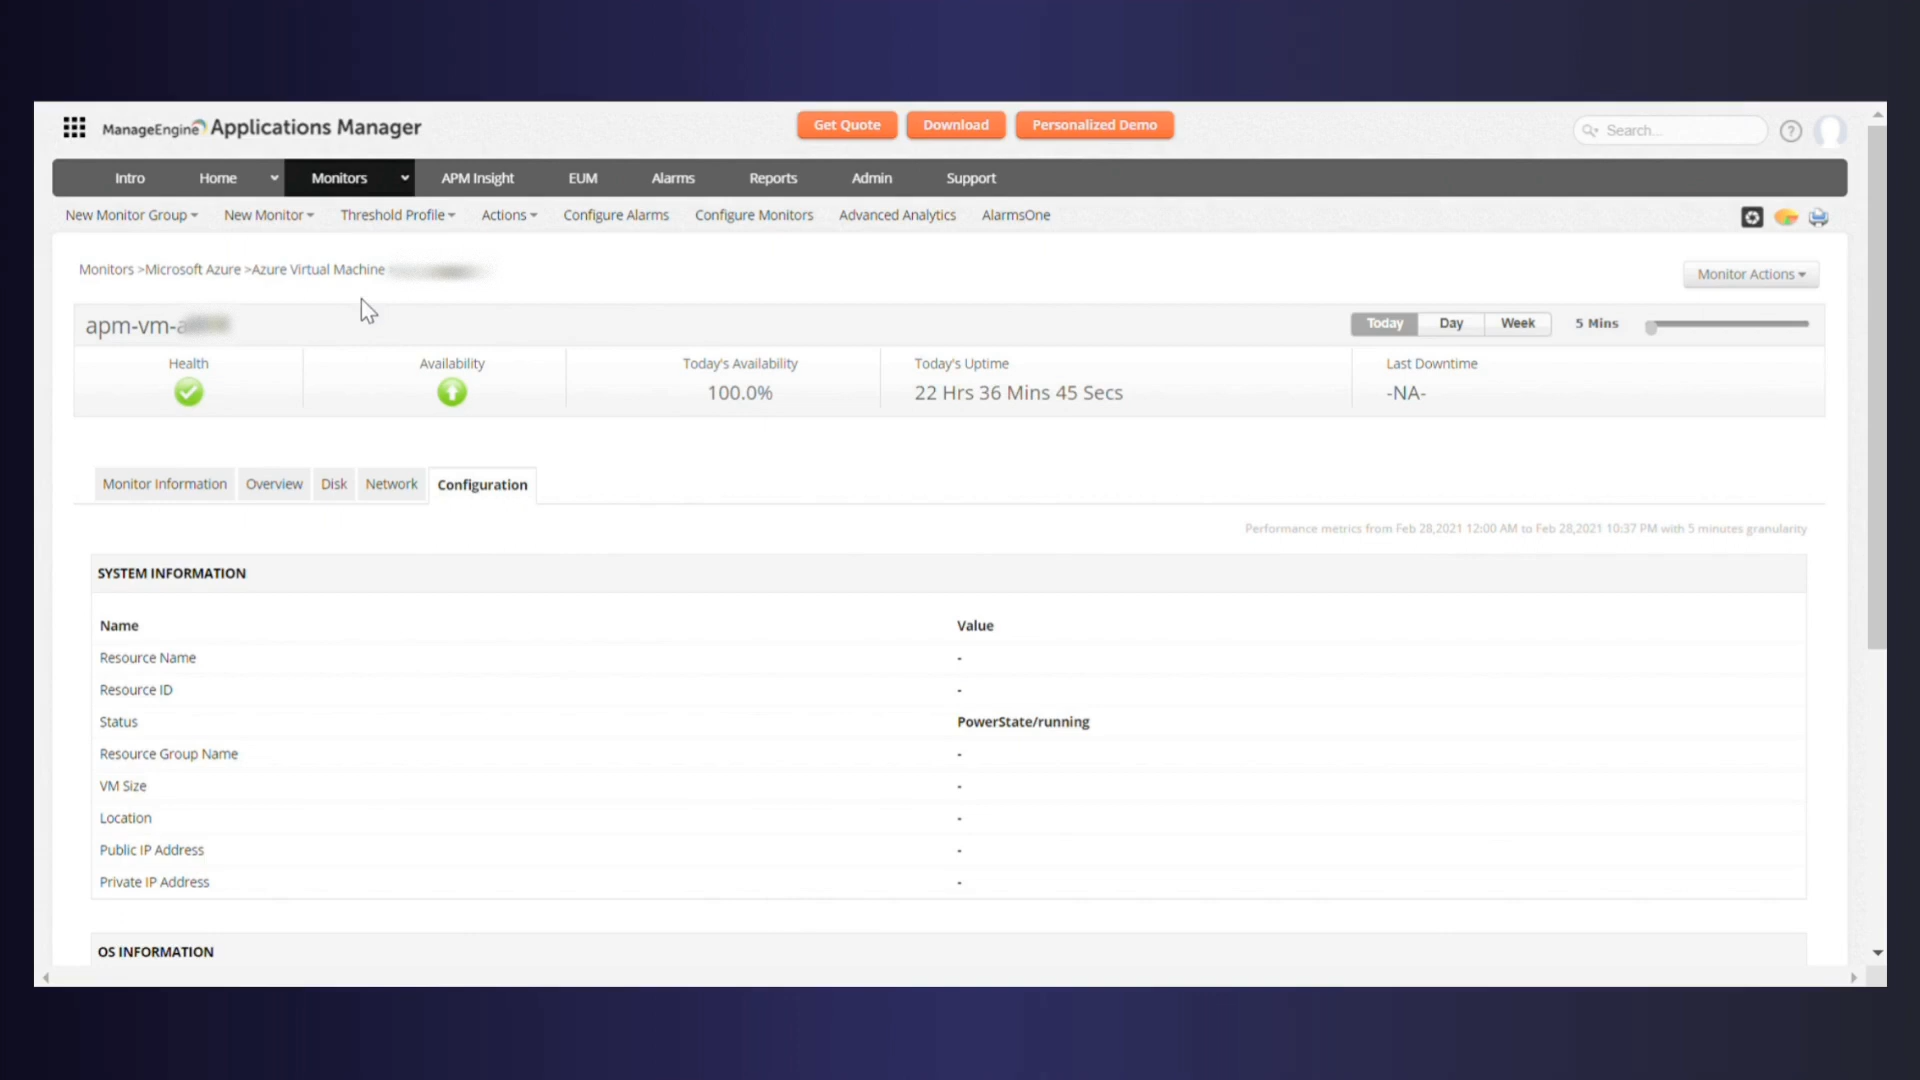 ManageEngine Applications Manager
Get Quote Download Personalized Demo
Search...
Intro Home Monitors APM Insight EUM Alarms Reports Admin Support
New Monitor Group New Monitor Threshold Profile Actions Configure Alarms Configure Monitors Advanced Analytics AlarmsOne
Monitors >Microsoft Azure >Azure Virtual Machine
Monitor Actions
apm-vm-a
Today Day Week 5 Mins
Health Availability Today's Availability Today's Uptime Last Downtime
100.0% 22 Hrs 36 Mins 45 Secs -NA-
Monitor Information Overview Disk Network Configuration
Performance metrics from Feb 28,2021 12:00 AM to Feb 28,2021 10:37 PM with 5 minutes granularity
SYSTEM INFORMATION
Name Value
Resource Name -
Resource ID -
Status PowerState/running
Resource Group Name -
VM Size -
Location -
Public IP Address -
Private IP Address -
OS INFORMATION